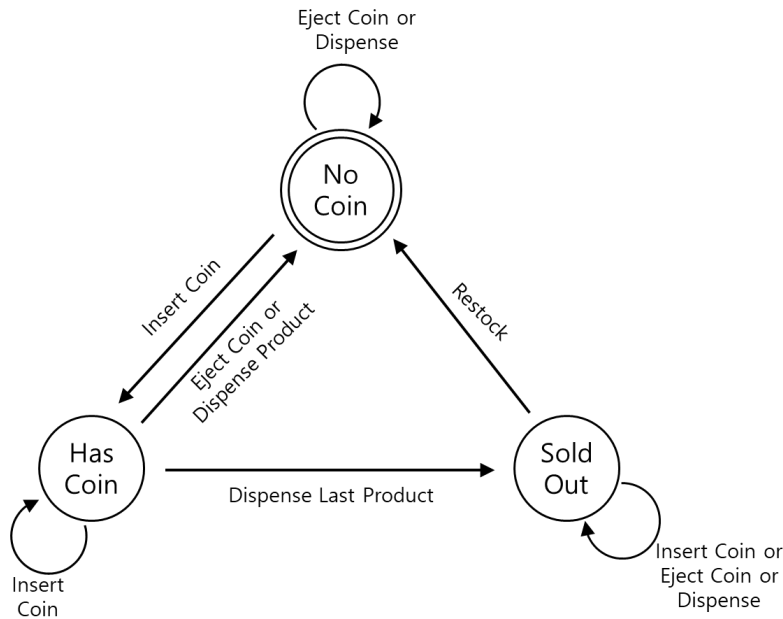 Eject Coin or
Dispense
No
Coin
Insert Coin
Eject Coin or
Dispense Product
Restock
Has
Coin
Sold
Out
Dispense Last Product
Insert
Coin
Insert Coin or
Eject Coin or
Dispense